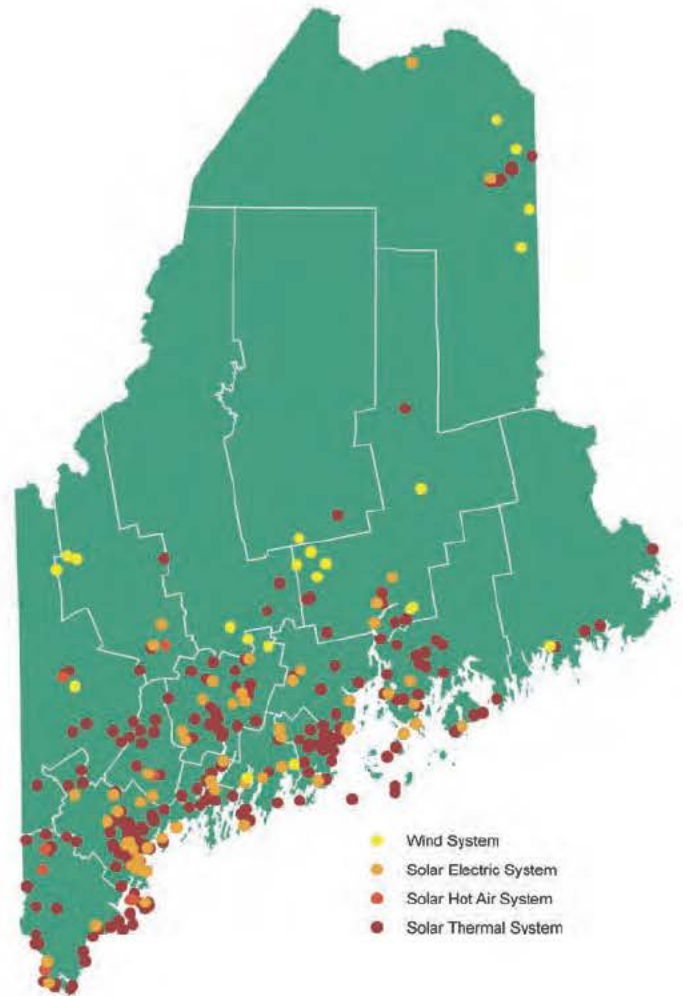 Wind System
Solar Electric System
Solar Hot Air System
Solar Thermal System